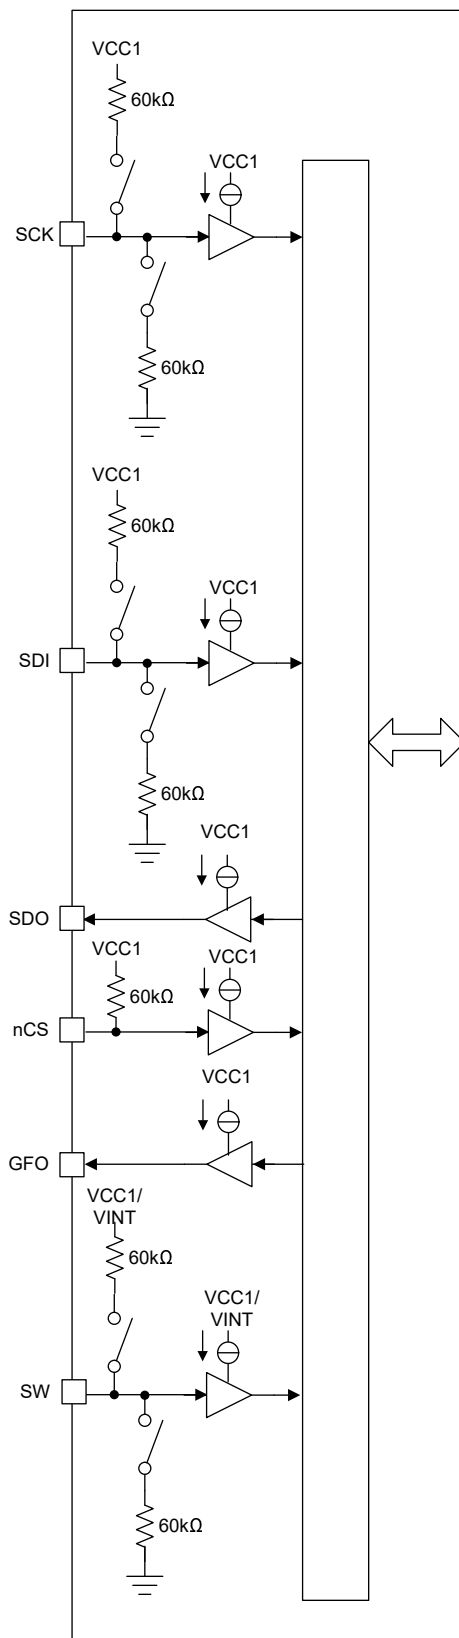 VCC1
60kΩ
VCC1
SCK
60kΩ
VCC1
60kΩ
VCC1
SDI
60kΩ
VCC1
SDO
VCC1
VCC1
60kΩ
nCS
VCC1
GFO
VCC1/
VINT
60kΩ
VCC1/
VINT
SW
60kΩ